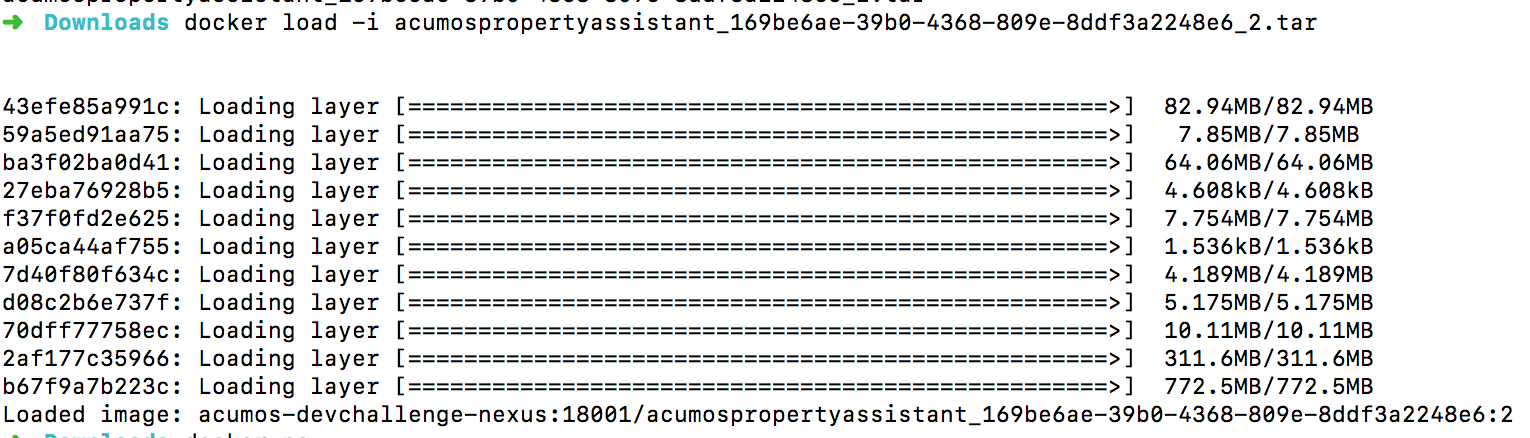 ➜ Downloads docker load -i acumospropertyassistant_169be6ae-39b0-4368-809e-8ddf3a2248e6_2.tar
43efe85a991c: Loading layer [==================================================>] 82.94MB/82.94MB
59a5ed91aa75: Loading layer [==================================================>] 7.85MB/7.85MB
ba3f02ba0d41: Loading layer [==================================================>] 64.06MB/64.06MB
27eba76928b5: Loading layer [==================================================>] 4.608kB/4.608kB
f37f0fd2e625: Loading layer [==================================================>] 7.754MB/7.754MB
a05ca44af755: Loading layer [==================================================>] 1.536kB/1.536kB
7d40f80f634c: Loading layer [==================================================>] 4.189MB/4.189MB
d08c2b6e737f: Loading layer [==================================================>] 5.175MB/5.175MB
70dff77758ec: Loading layer [==================================================>] 10.11MB/10.11MB
2af177c35966: Loading layer [==================================================>] 311.6MB/311.6MB
b67f9a7b223c: Loading layer [==================================================>] 772.5MB/772.5MB
Loaded image: acumos-devchallenge-nexus:18001/acumospropertyassistant_169be6ae-39b0-4368-809e-8ddf3a2248e6:2